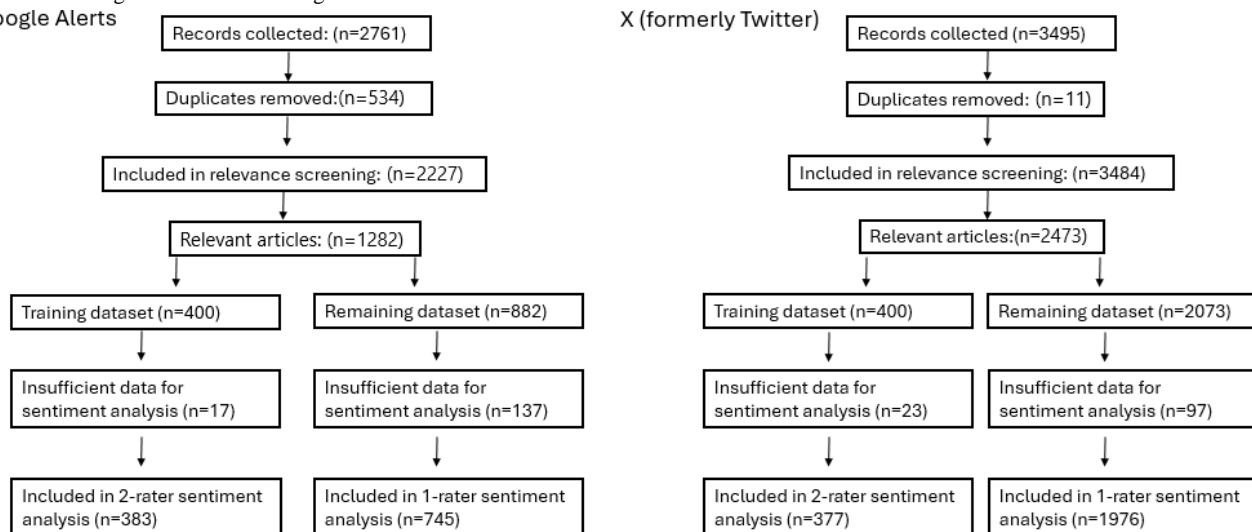 oogle Alerts
Records collected: (n=2761)
Duplicates removed:(n=534)
Included in relevance screening: (n=2227)
Relevant articles: (n=1282)
Training dataset (n=400)
Remaining dataset (n=882)
Insufficient data for
sentiment analysis (n=17)
Insufficient data for
sentiment analysis (n=137)
Included in 2-rater sentiment
analysis (n=383)
Included in 1-rater sentiment
analysis (n=745)
X (formerly Twitter)
Records collected (n=3495)
Duplicates removed: (n=11)
Included in relevance screening: (n=3484)
Relevant articles:(n=2473)
Training dataset (n=400)
Remaining dataset (n=2073)
Insufficient data for
sentiment analysis (n=23)
Insufficient data for
sentiment analysis (n=97)
Included in 2-rater sentiment
analysis (n=377)
Included in 1-rater sentiment
analysis (n=1976)